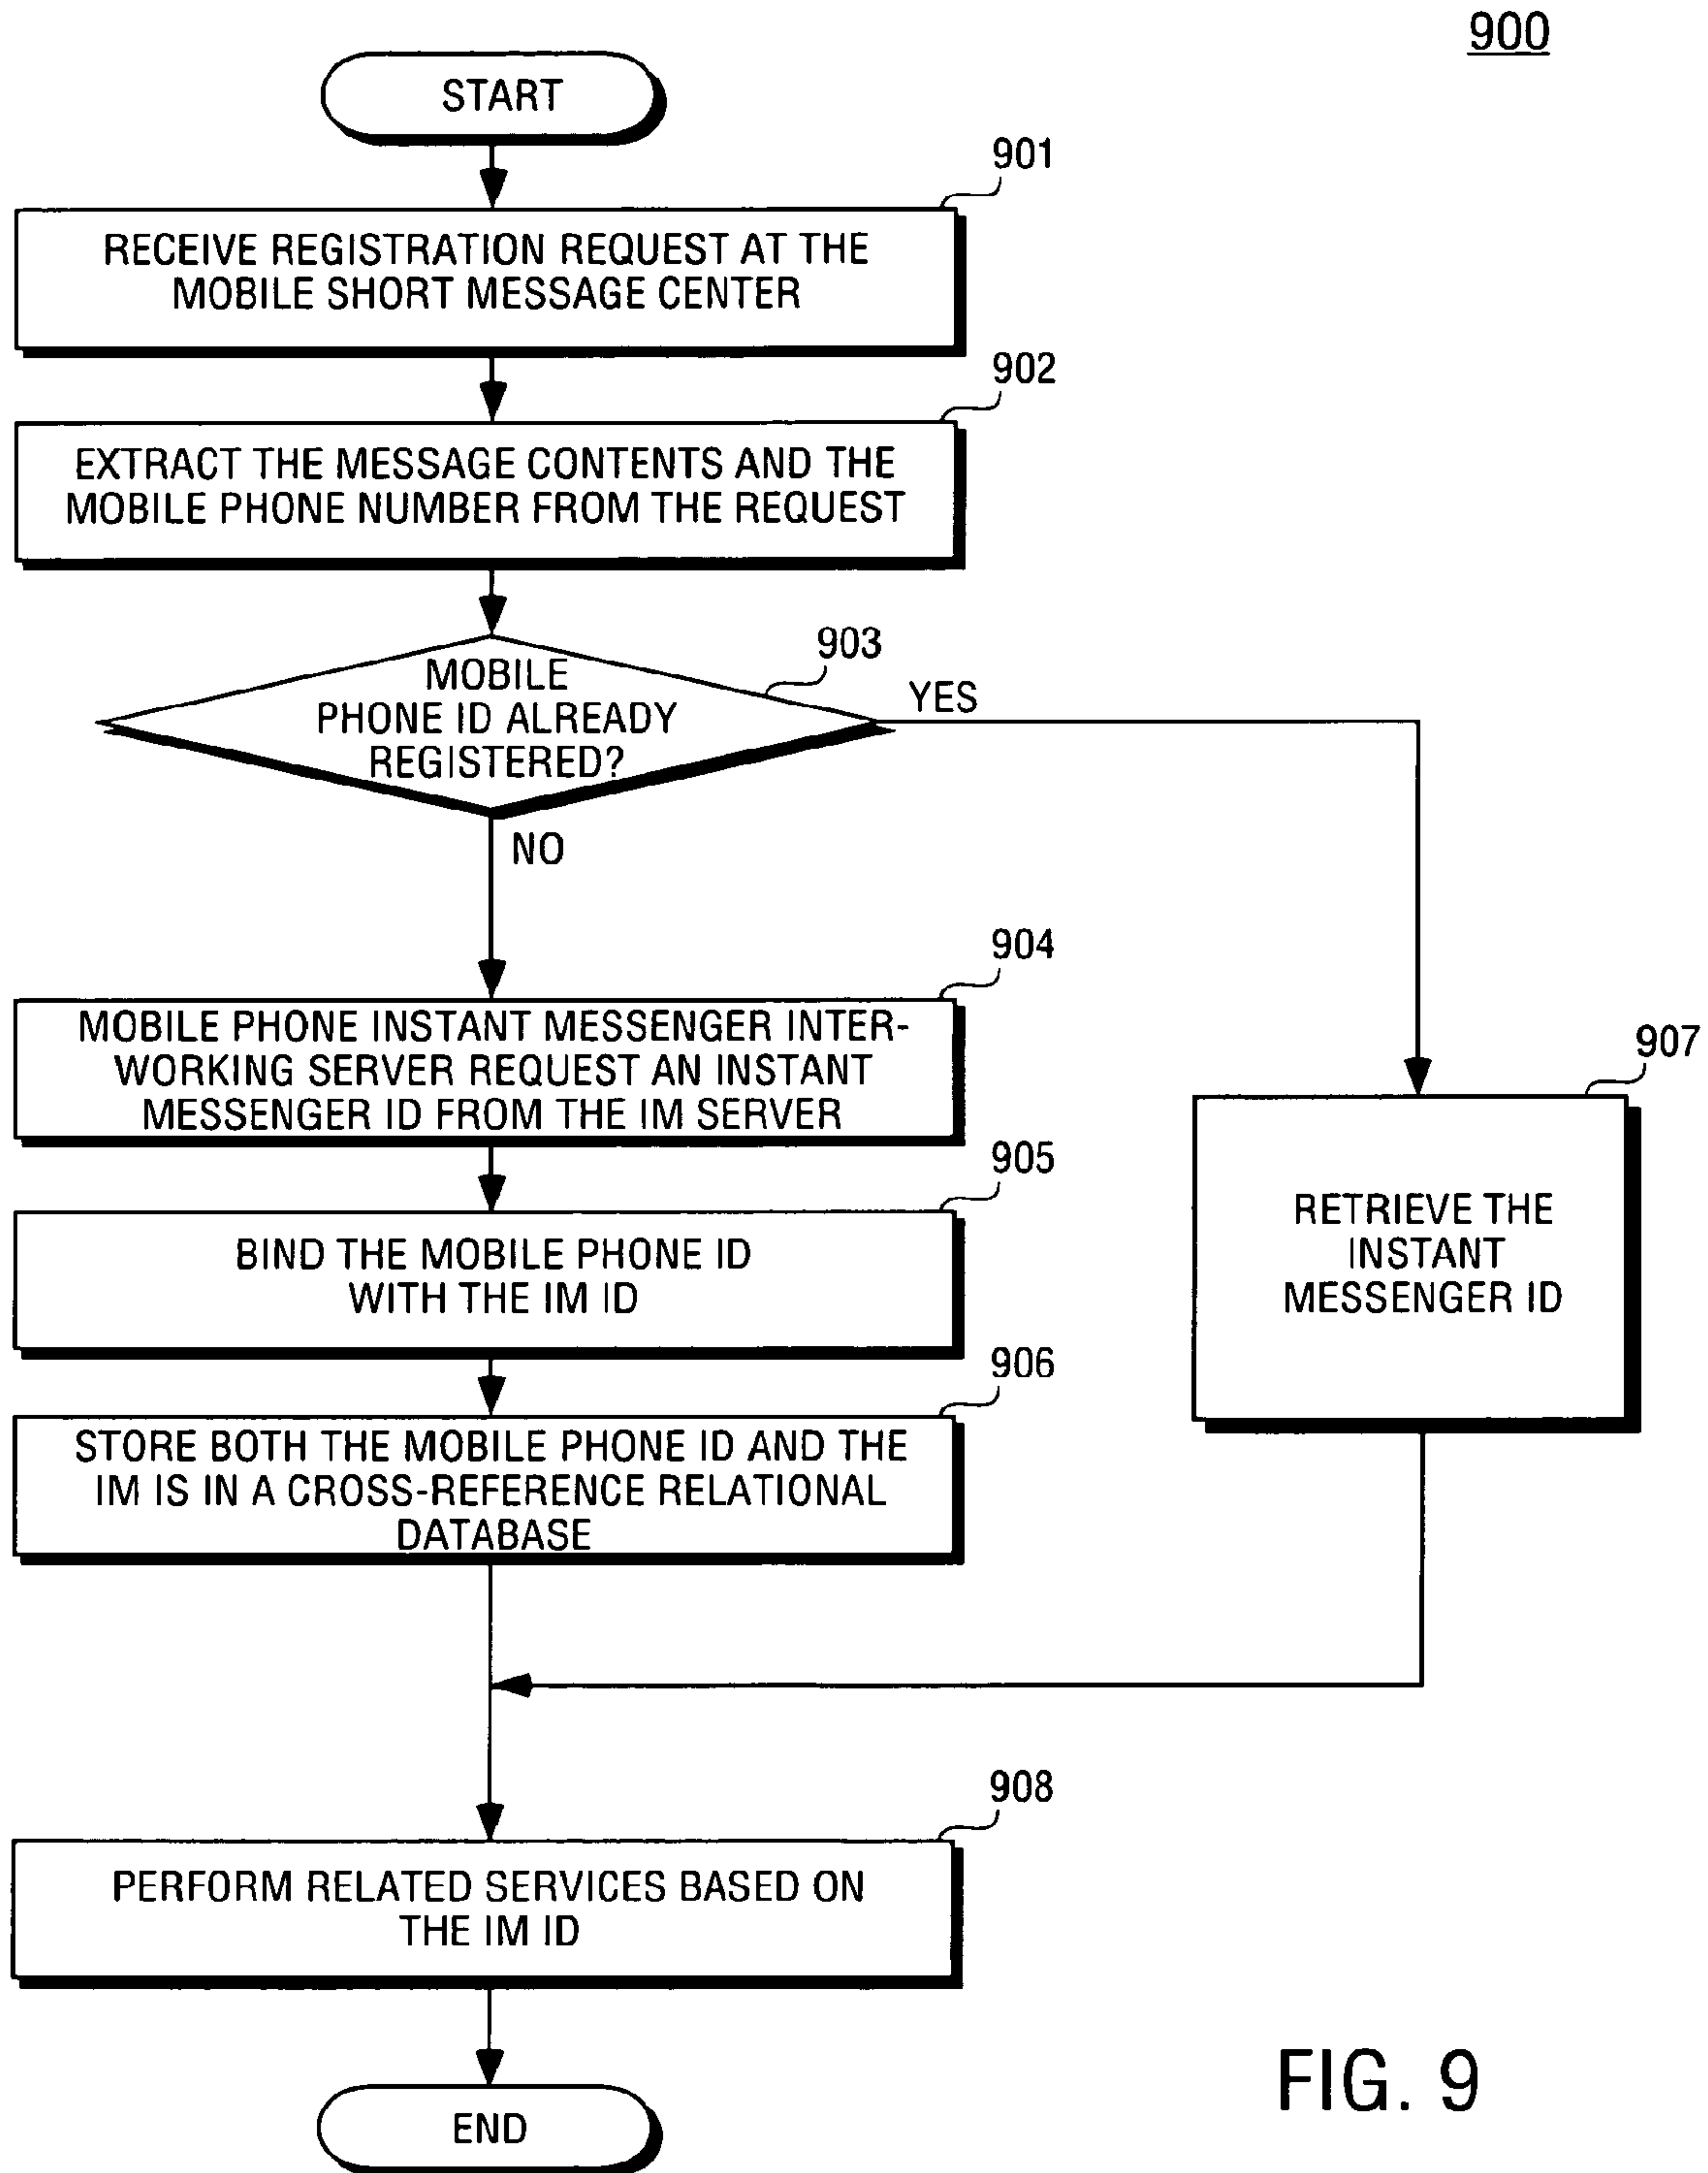 900
START
901
RECEIVE REGISTRATION REQUEST AT THE
MOBILE SHORT MESSAGE CENTER
902
EXTRACT THE MESSAGE CONTENTS AND THE
MOBILE PHONE NUMBER FROM THE REQUEST
903
MOBILE
PHONE ID ALREADY
REGISTERED?
YES
NO
904
MOBILE PHONE INSTANT MESSENGER INTER-
WORKING SERVER REQUEST AN INSTANT
MESSENGER ID FROM THE IM SERVER
907
RETRIEVE THE
INSTANT
MESSENGER ID
905
BIND THE MOBILE PHONE ID
WITH THE IM ID
906
STORE BOTH THE MOBILE PHONE ID AND THE
IM IS IN A CROSS-REFERENCE RELATIONAL
DATABASE
908
PERFORM RELATED SERVICES BASED ON
THE IM ID
END
FIG. 9